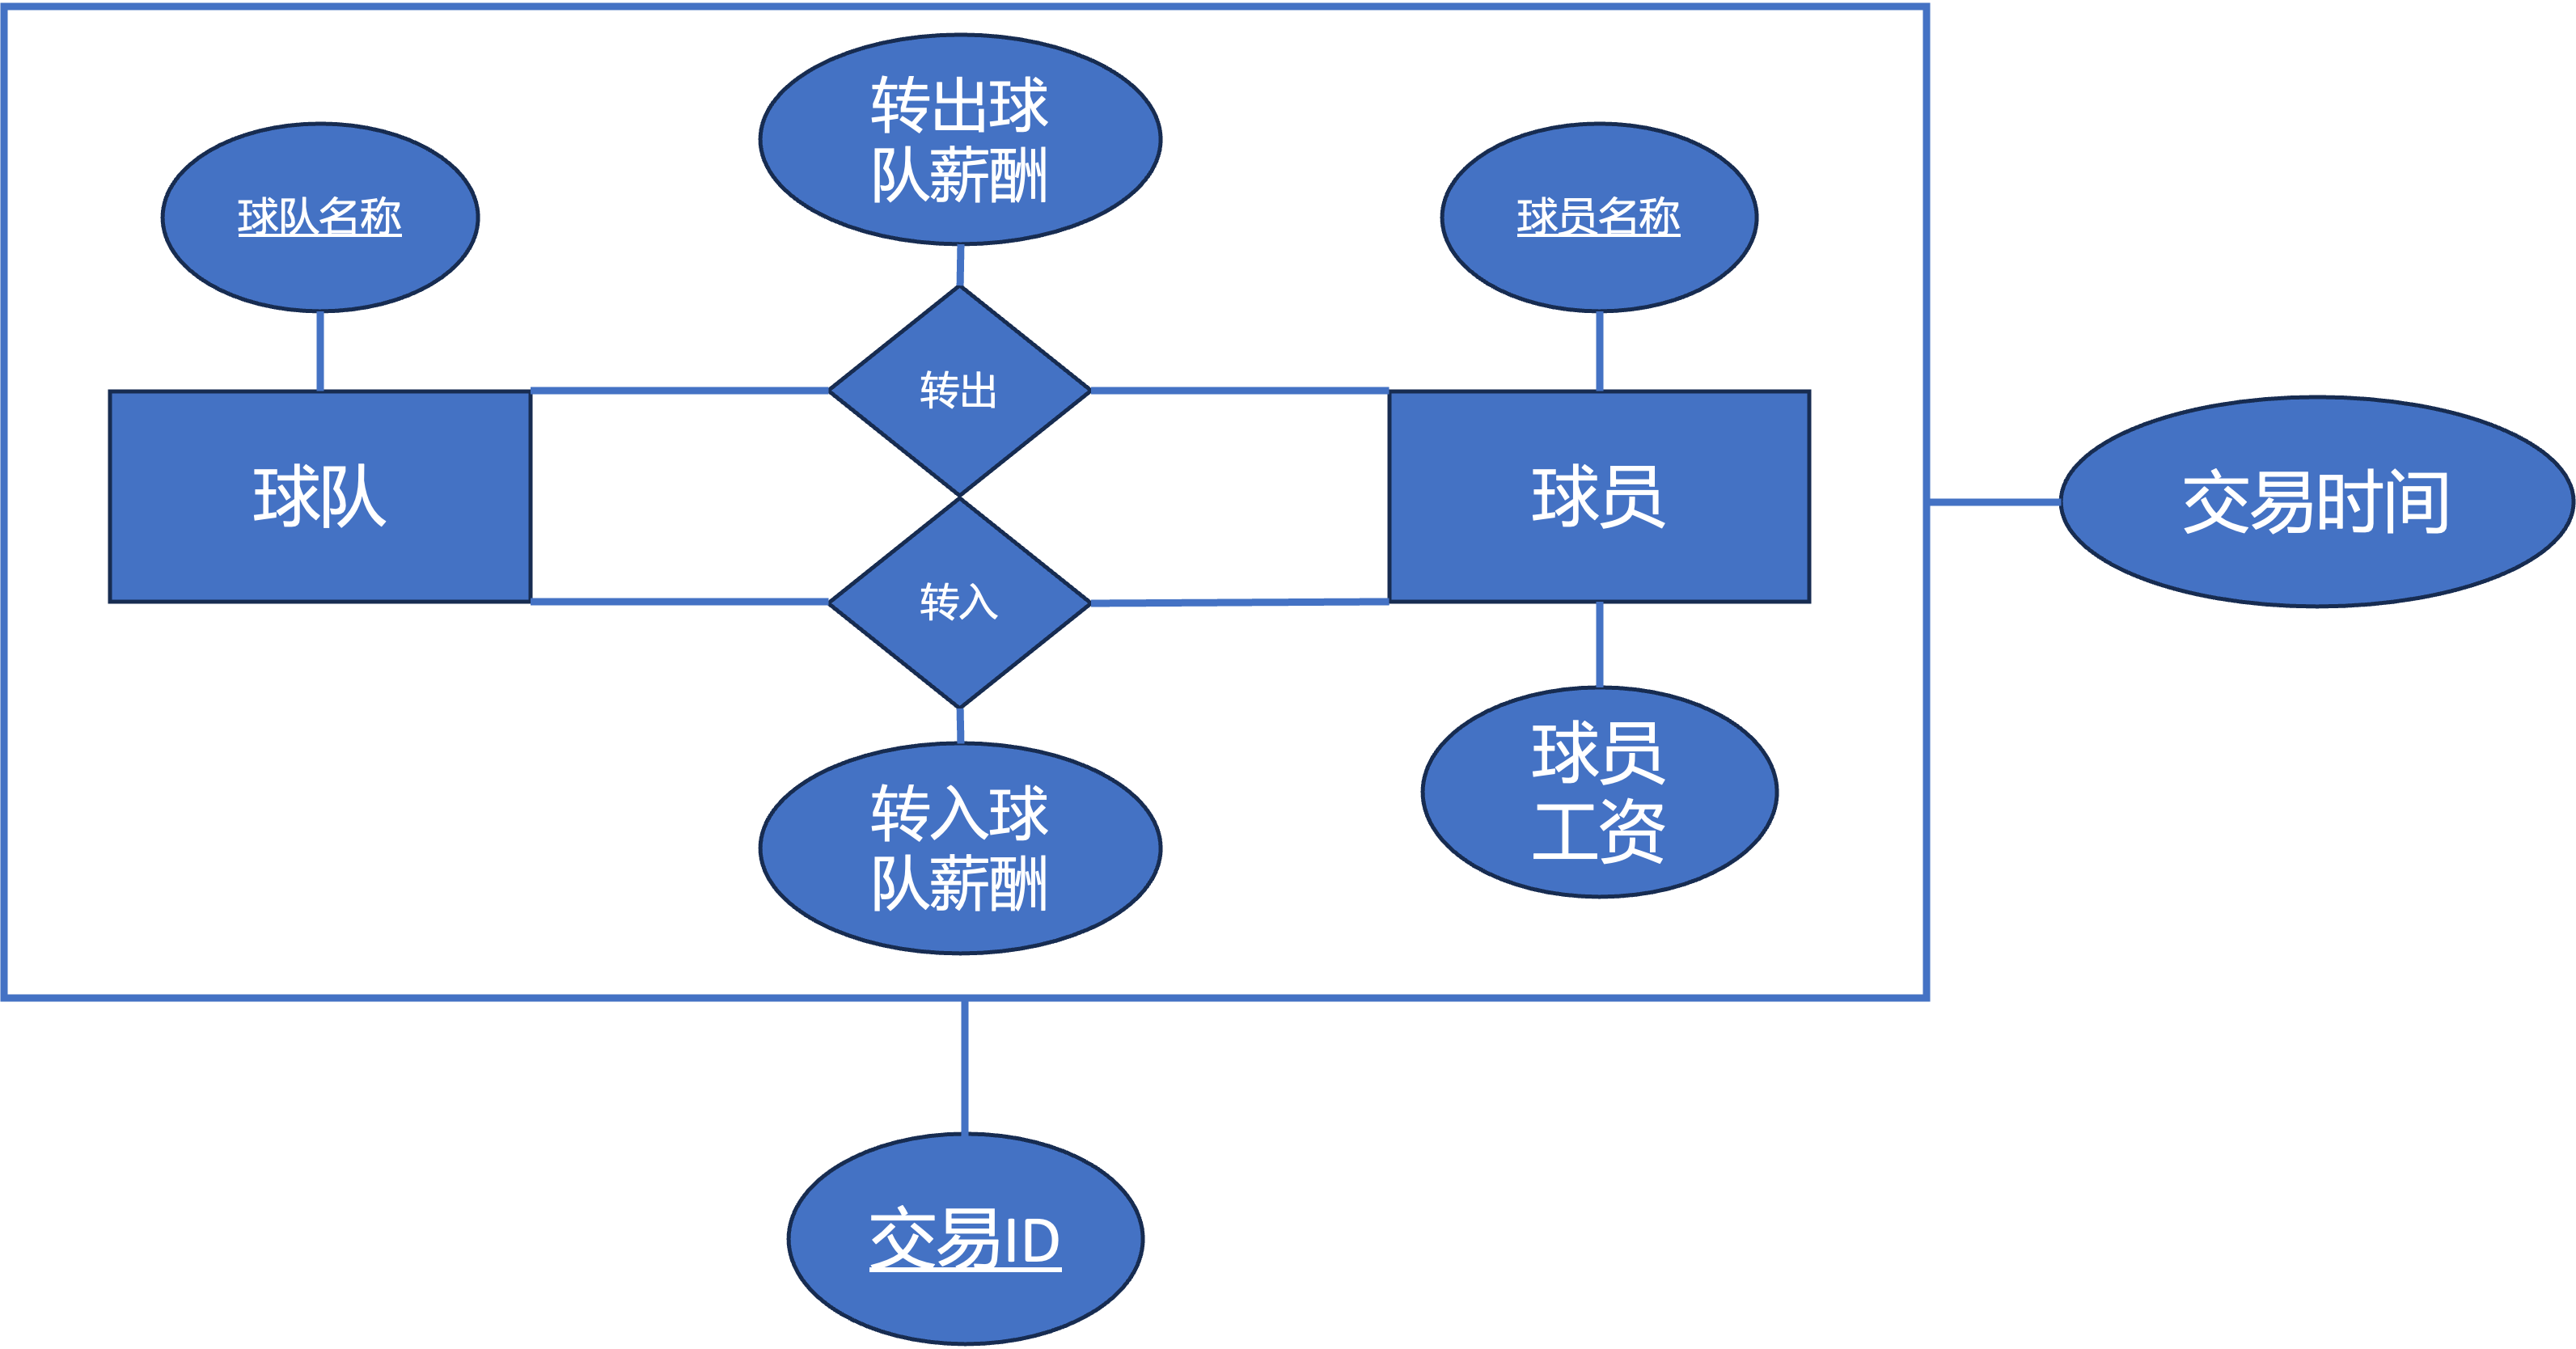 转出球
队薪酬
球队名称
球员名称
转出
球队
球员
交易时间
转入
球员
工资
转入球
队薪酬
交易ID